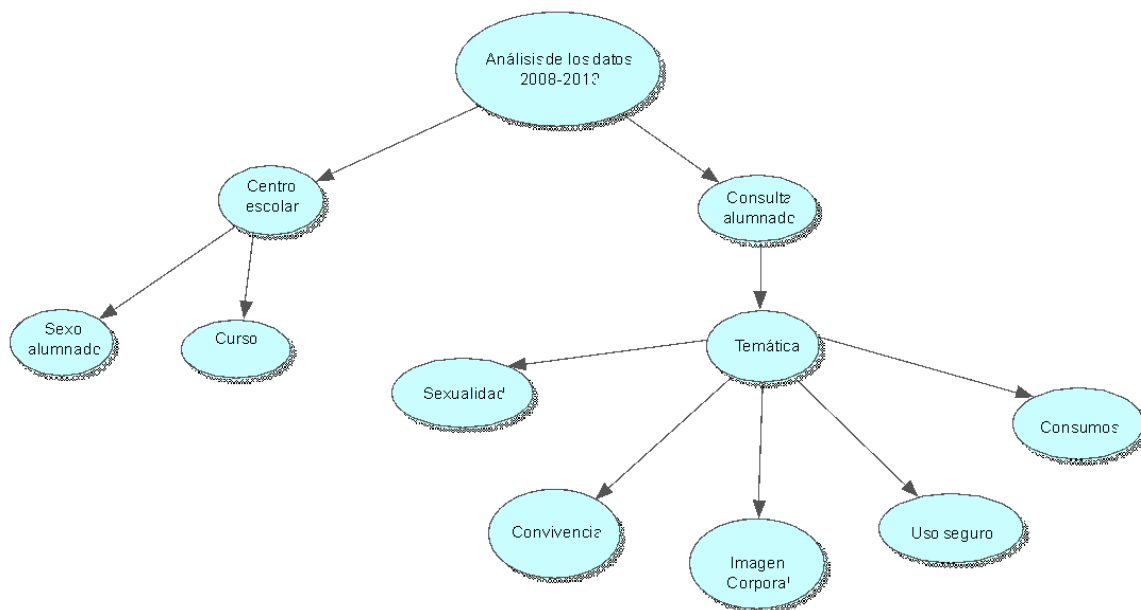 Análisis de los datos
2008-2013
Centro
escolar
Consulta
alumnado
Sexo
alumnado
Curso
Temática
Sexualidad
Consumos
Convivencia
Uso seguro
Imagen
Corporal